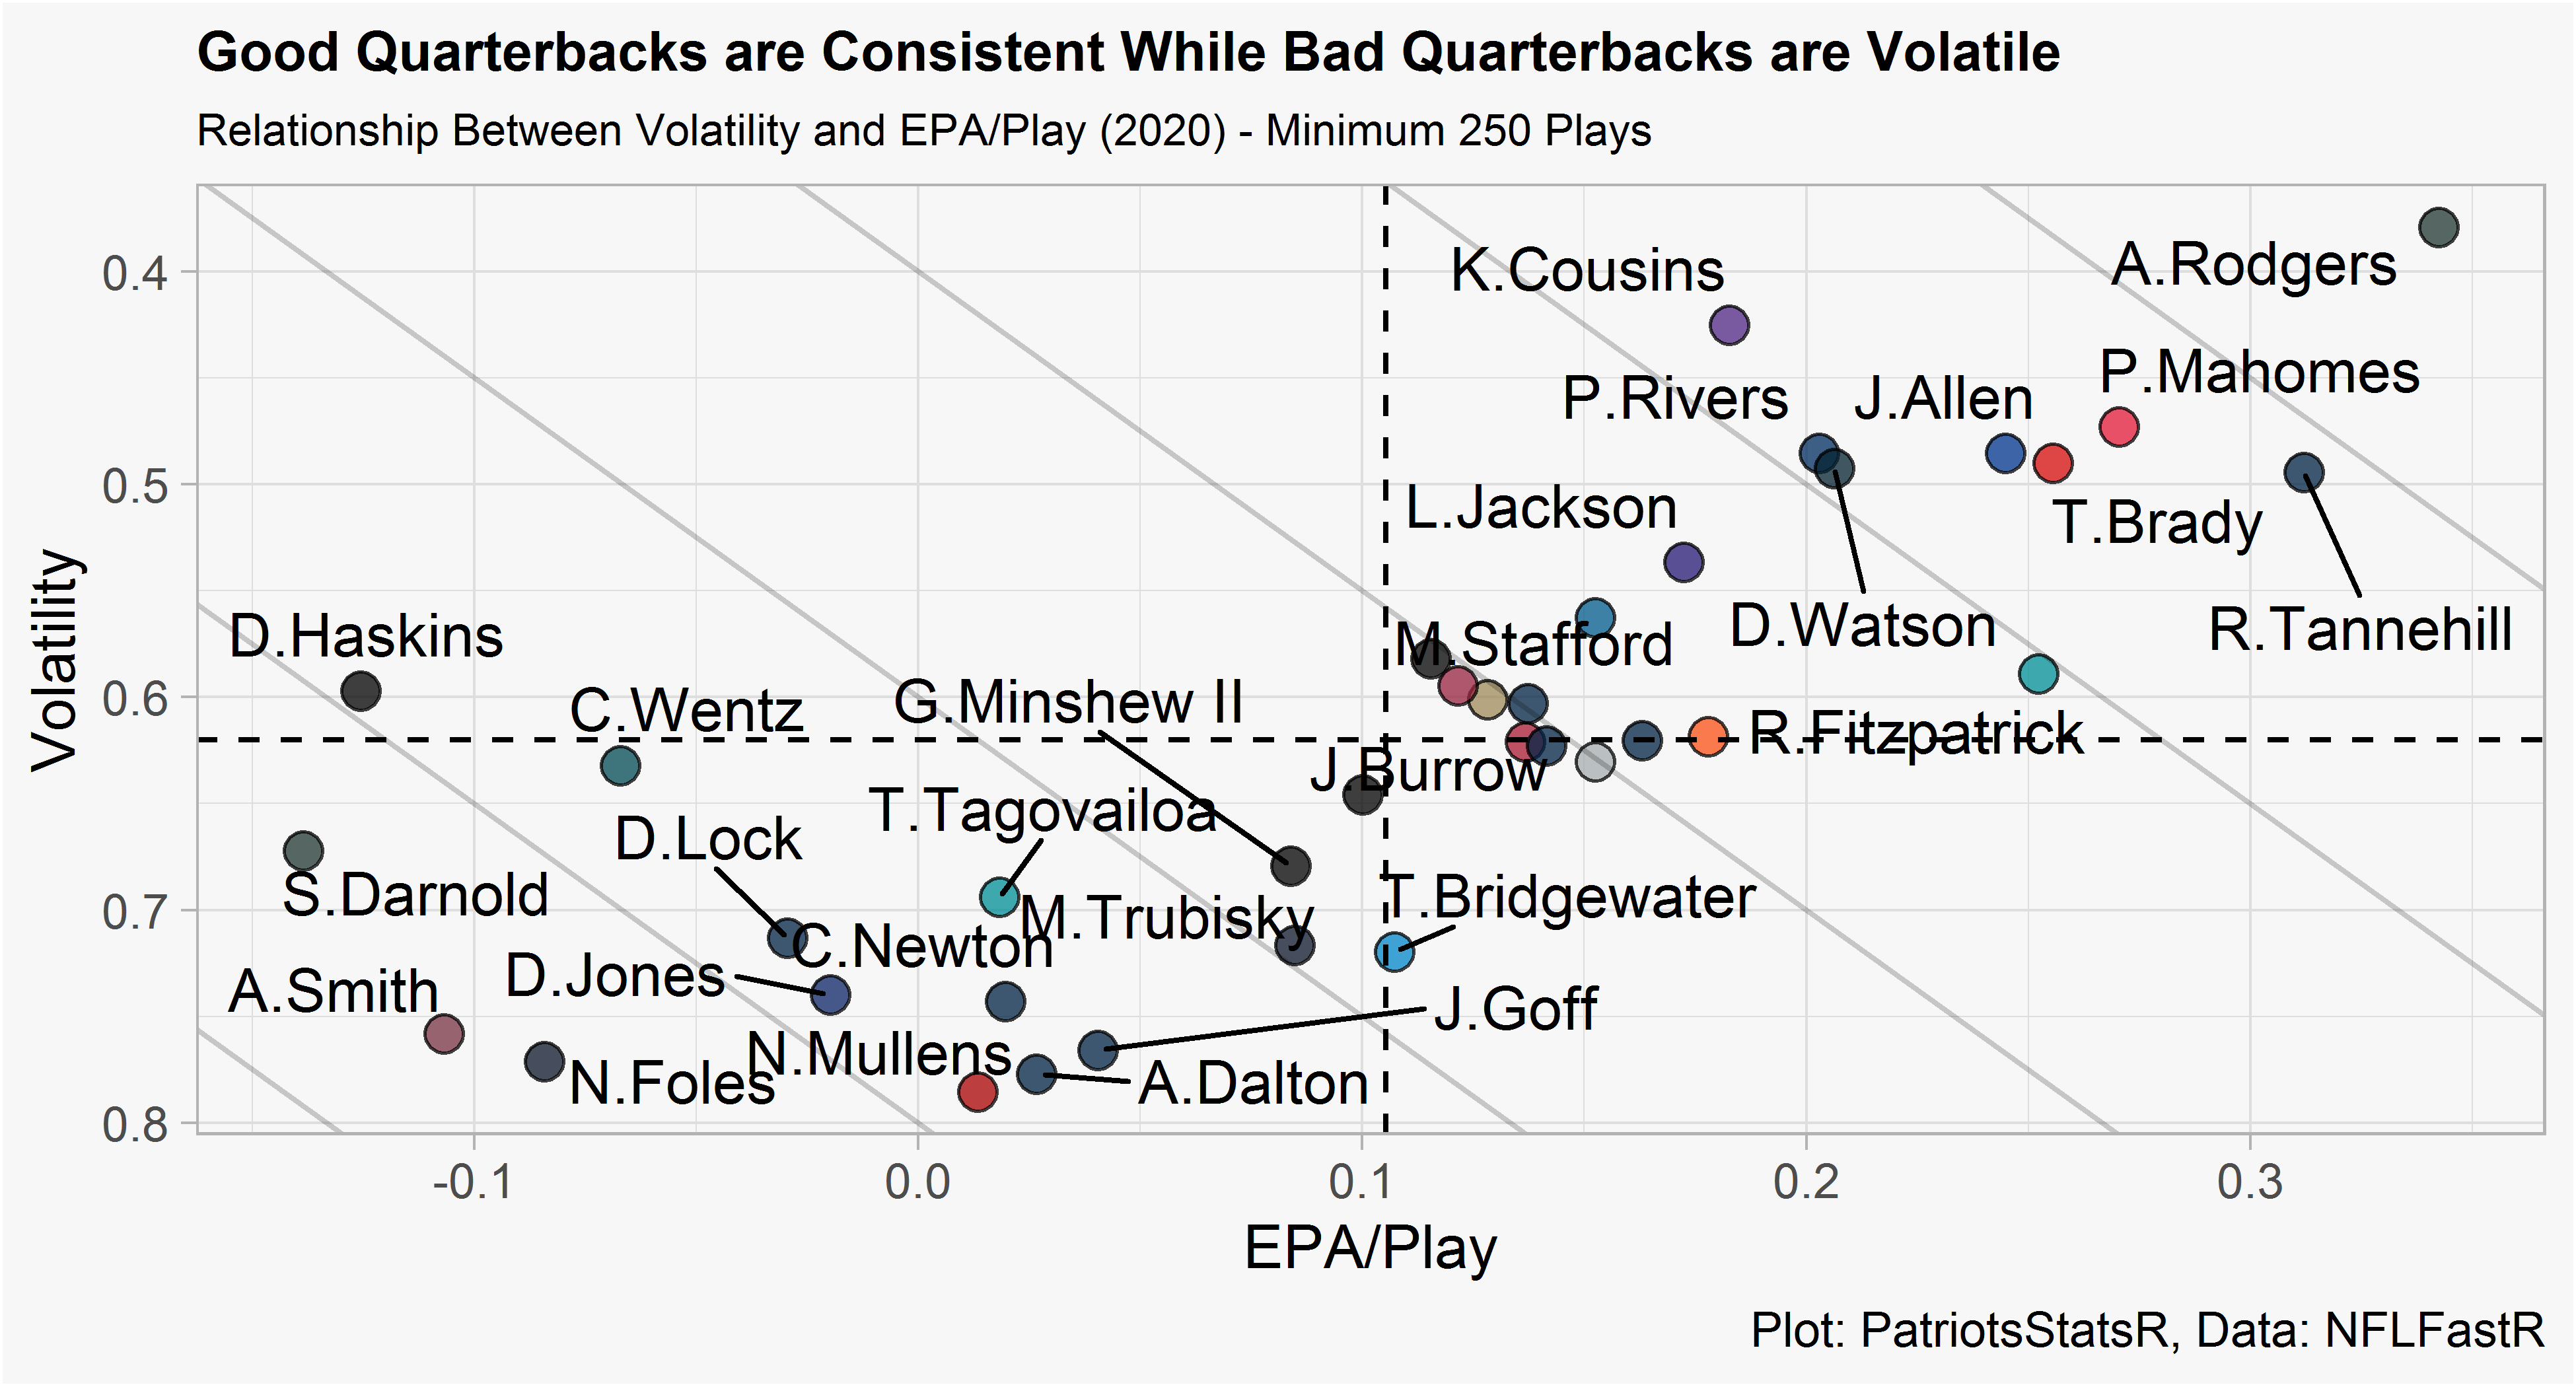 Good Quarterbacks are Consistent While Bad Quarterbacks are Volatile
Relationship Between Volatility and EPA/Play (2020) - Minimum 250 Plays
Volatility
0.4
0.5
0.6
0.7
0.8
K.Cousins
A.Rodgers
P.Mahomes
P.Rivers
J.Allen
L.Jackson
T.Brady
D.Watson
R.Tannehill
M.Stafford
D.Haskins
C.Wentz
G.Minshew II
R.Fitzpatrick
J.Burrow
T.Tagovailoa
D.Lock
S.Darnold
M.Trubisky
T.Bridgewater
C.Newton
D.Jones
A.Smith
J.Goff
N.Mullens
N.Foles
A.Dalton
-0.1
0.0
0.1
0.2
0.3
EPA/Play
Plot: PatriotsStatsR, Data: NFLFastR